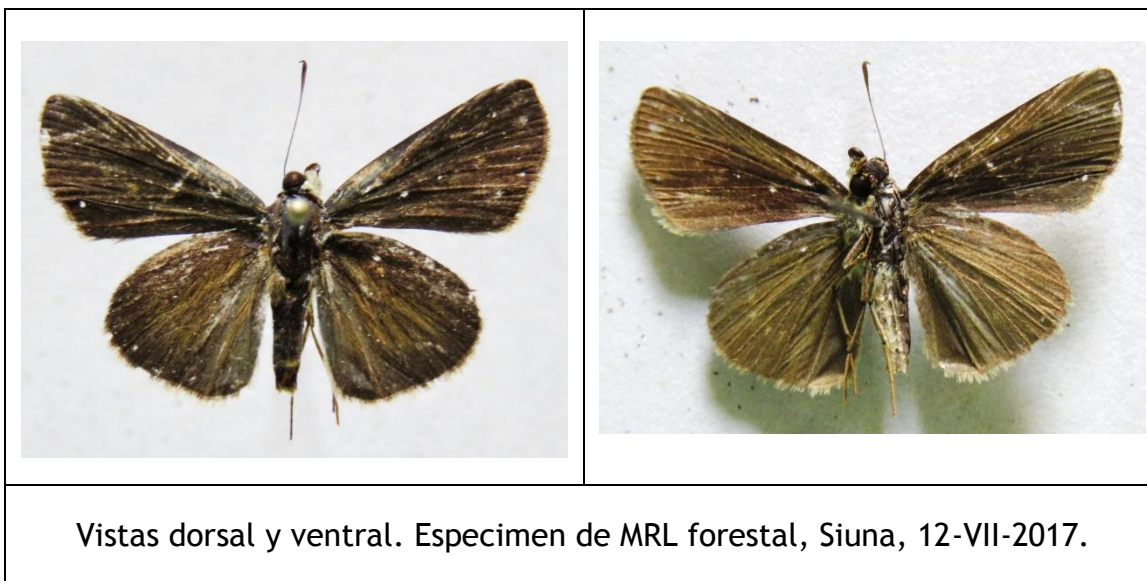 Vistas dorsal y ventral. Especimen de MRL forestal, Siuna, 12-VII-2017.